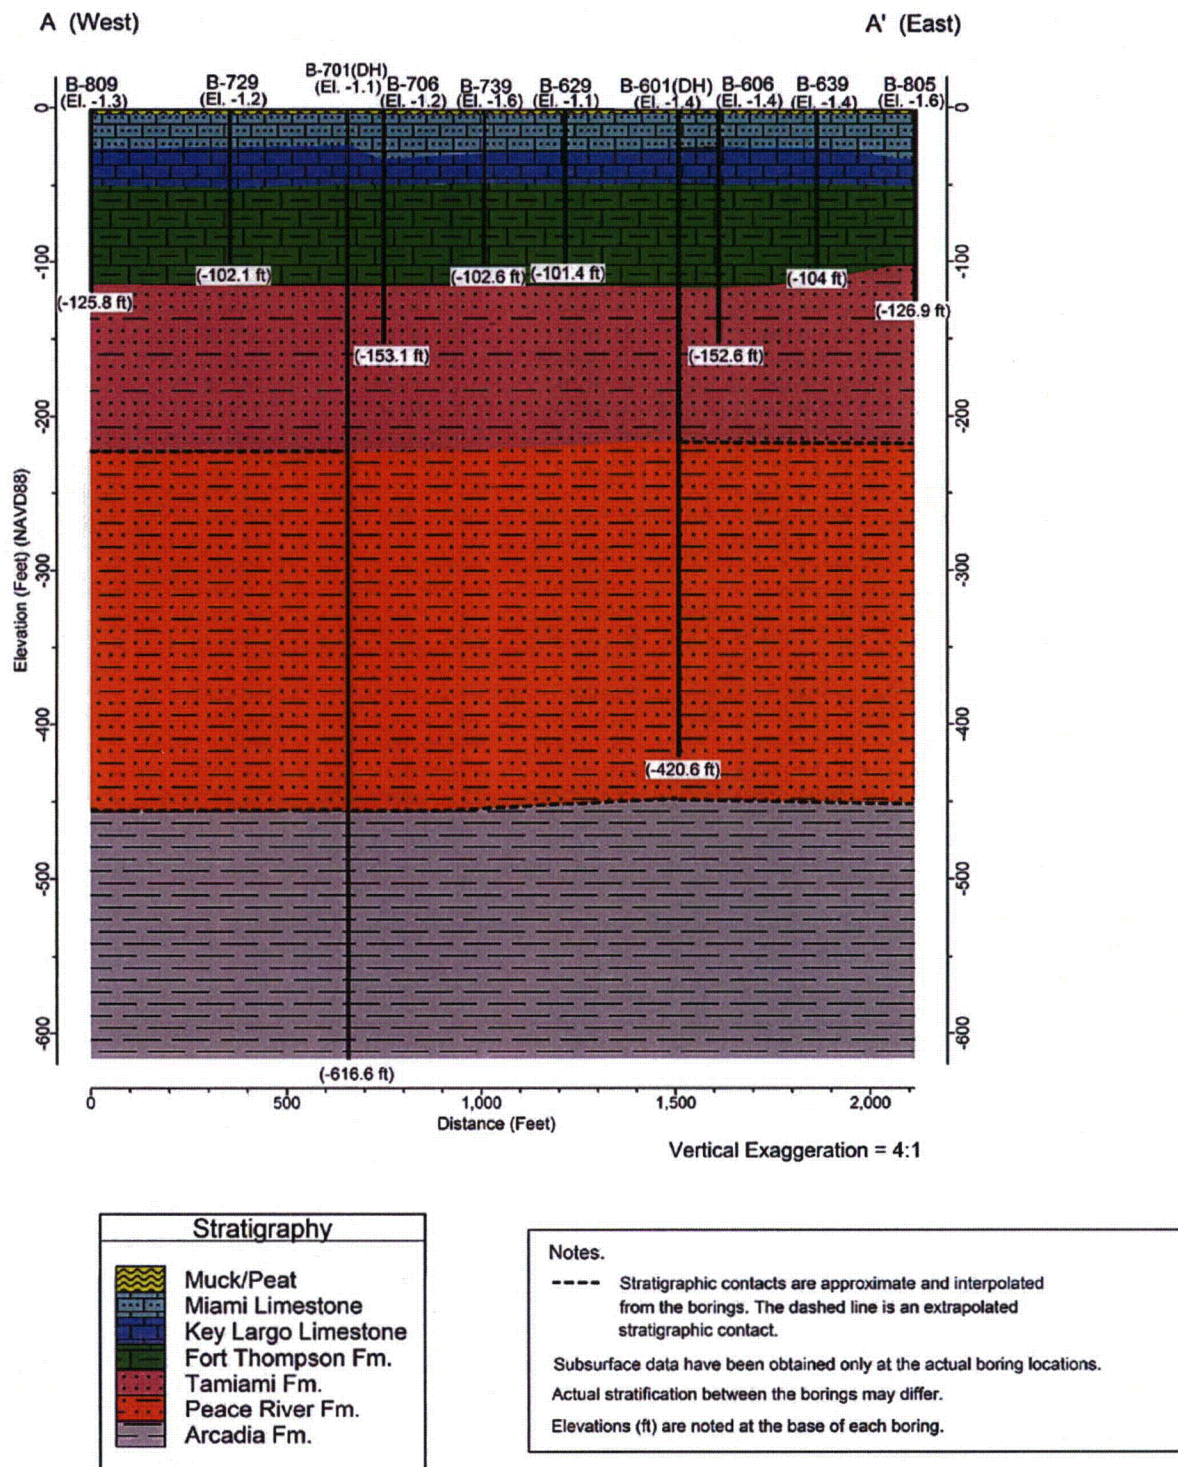 A (West)
A' (East)
B-809
(El. -1.3)
B-729
(El. -1.2)
B-701(DH)
(El. -1.1)
B-706
(El. -1.2)
B-739
(El. -1.6)
B-629
(El. -1.1)
B-601(DH)
(El. -1.4)
B-606
(El. -1.4)
B-639
(El. -1.4)
B-805
(El. -1.6)
0
-100
-200
-300
-400
-500
-600
Elevation (Feet) (NAVD88)
0
-100
-200
-300
-400
-500
-600
(-125.8 ft)
(-102.1 ft)
(-153.1 ft)
(-102.6 ft)
(-101.4 ft)
(-152.6 ft)
(-104 ft)
(-126.9 ft)
(-420.6 ft)
(-616.6 ft)
0
500
1,000
1,500
2,000
Distance (Feet)
Vertical Exaggeration = 4:1
Stratigraphy
Muck/Peat
Miami Limestone
Key Largo Limestone
Fort Thompson Fm.
Tamiami Fm.
Peace River Fm.
Arcadia Fm.
Notes.
Stratigraphic contacts are approximate and interpolated
from the borings. The dashed line is an extrapolated
stratigraphic contact.
Subsurface data have been obtained only at the actual boring locations.
Actual stratification between the borings may differ.
Elevations (ft) are noted at the base of each boring.